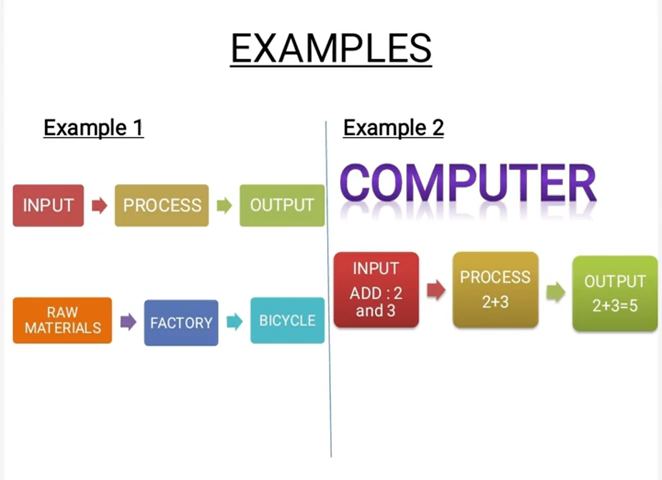 EXAMPLES
Example 1
INPUT PROCESS OUTPUT
RAW
MATERIALS
FACTORY
BICYCLE
Example 2
COMPUTER
INPUT
ADD : 2
and 3
PROCESS
2+3
OUTPUT
2+3=5